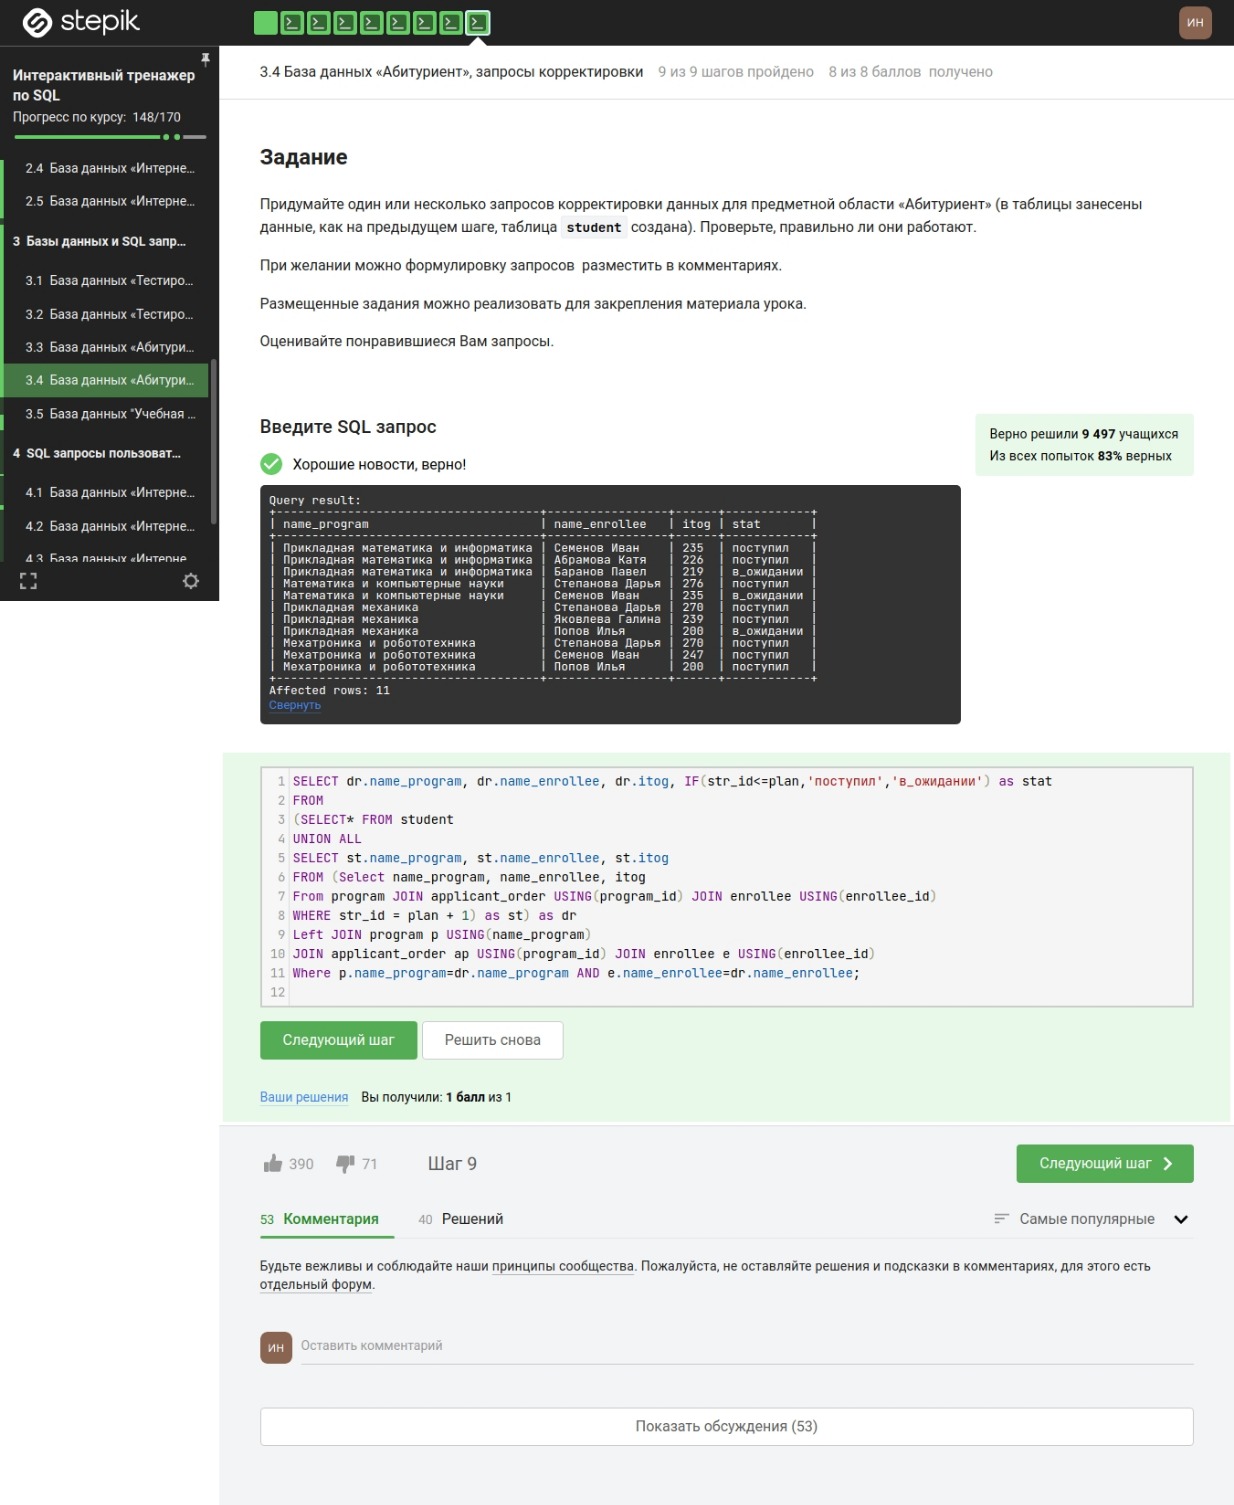 stepik
ИН
Интерактивный тренажер
по SQL
Прогресс по курсу: 148/170
2.4 База данных «Интерне...
2.5 База данных «Интерне...
3 Базы данных и SQL запр...
3.1 База данных «Тестиро...
3.2 База данных «Тестиро...
3.3 База данных «Абитури...
3.4 База данных «Абитури...
3.5 База данных "Учебная ...
4 SQL запросы пользоват...
4.1 База данных «Интерне...
4.2 База данных «Интерне...
4.3 База данных «Интерне
3.4 База данных «Абитуриент», запросы корректировки 9 из 9 шагов пройдено 8 из 8 баллов получено
Задание
Придумайте один или несколько запросов корректировки данных для предметной области «Абитуриент» (в таблицы занесены
данные, как на предыдущем шаге, таблица student создана). Проверьте, правильно ли они работают.
При желании можно формулировку запросов разместить в комментариях.
Размещенные задания можно реализовать для закрепления материала урока.
Оценивайте понравившиеся Вам запросы.
Введите SQL запрос
Хорошие новости, верно!
Верно решили 9 497 учащихся
Из всех попыток 83% верных
Query result:
+-------------------------------------+-----------------+------+------------+
| name_program | name_enrollee | itog | stat |
+-------------------------------------+-----------------+------+------------+
| Прикладная математика и информатика | Семенов Иван | 235 | поступил |
| Прикладная математика и информатика | Абрамова Катя | 226 | поступил |
| Прикладная математика и информатика | Баранов Павел | 219 | в_ожидании |
| Математика и компьютерные науки | Степанова Дарья | 276 | поступил |
| Математика и компьютерные науки | Семенов Иван | 235 | в_ожидании |
| Прикладная механика | Степанова Дарья | 270 | поступил |
| Прикладная механика | Яковлева Галина | 239 | поступил |
| Прикладная механика | Попов Илья | 200 | в_ожидании |
| Мехатроника и робототехника | Степанова Дарья | 270 | поступил |
| Мехатроника и робототехника | Семенов Иван | 247 | поступил |
| Мехатроника и робототехника | Попов Илья | 200 | поступил |
+-------------------------------------+-----------------+------+------------+
Affected rows: 11
Свернуть
1 SELECT dr.name_program, dr.name_enrollee, dr.itog, IF(str_id<=plan,'поступил','в_ожидании') as stat
2 FROM
3 (SELECT* FROM student
4 UNION ALL
5 SELECT st.name_program, st.name_enrollee, st.itog
6 FROM (Select name_program, name_enrollee, itog
7 From program JOIN applicant_order USING(program_id) JOIN enrollee USING(enrollee_id)
8 WHERE str_id = plan + 1) as st) as dr
9 Left JOIN program p USING(name_program)
10 JOIN applicant_order ap USING(program_id) JOIN enrollee e USING(enrollee_id)
11 Where p.name_program=dr.name_program AND e.name_enrollee=dr.name_enrollee;
12
Следующий шаг Решить снова
Ваши решения Вы получили: 1 балл из 1
390 71 Шаг 9 Следующий шаг
53 Комментария 40 Решений Самые популярные
Будьте вежливы и соблюдайте наши принципы сообщества. Пожалуйста, не оставляйте решения и подсказки в комментариях, для этого есть
отдельный форум.
ИН Оставить комментарий
Показать обсуждения (53)